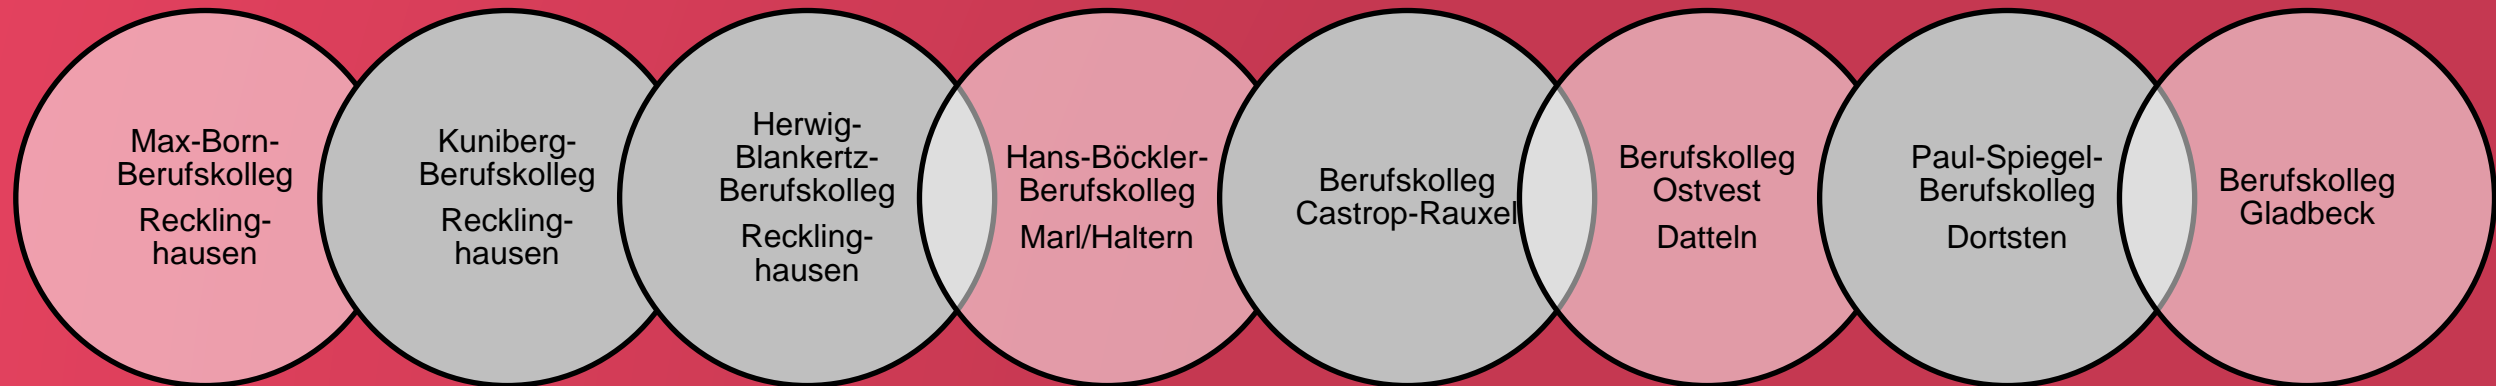 Max-Born-
Berufskolleg
Reckling-
hausen
Kuniberg-
Berufskolleg
Reckling-
hausen
Herwig-
Blankertz-
Berufskolleg
Reckling-
hausen
Hans-Böckler-
Berufskolleg
Marl/Haltern
Berufskolleg
Castrop-Rauxel
Berufskolleg
Ostvest
Datteln
Paul-Spiegel-
Berufskolleg
Dortsten
Berufskolleg
Gladbeck